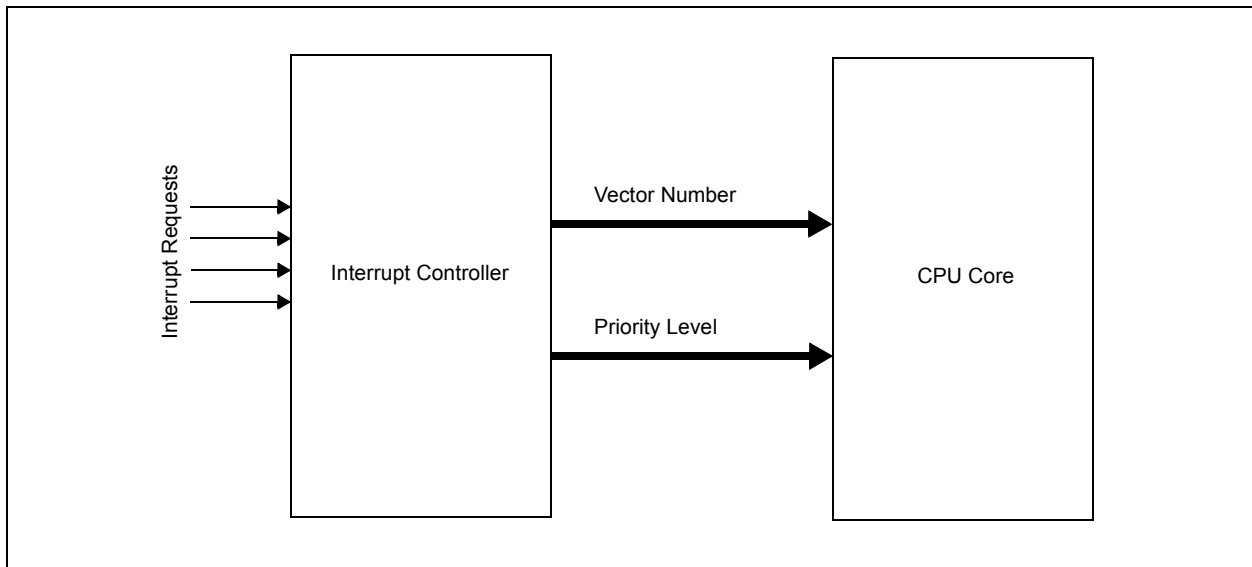 Interrupt Requests
Interrupt Controller
Vector Number
Priority Level
CPU Core